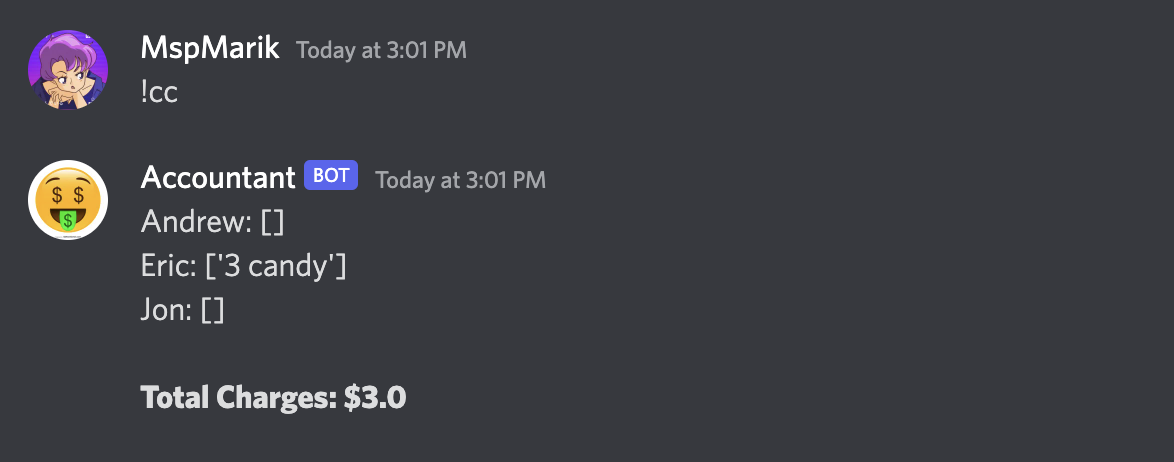 MspMarik Today at 3:01 PM
!cc
Accountant BOT Today at 3:01 PM
Andrew: []
Eric: ['3 candy']
Jon: []
Total Charges: $3.0